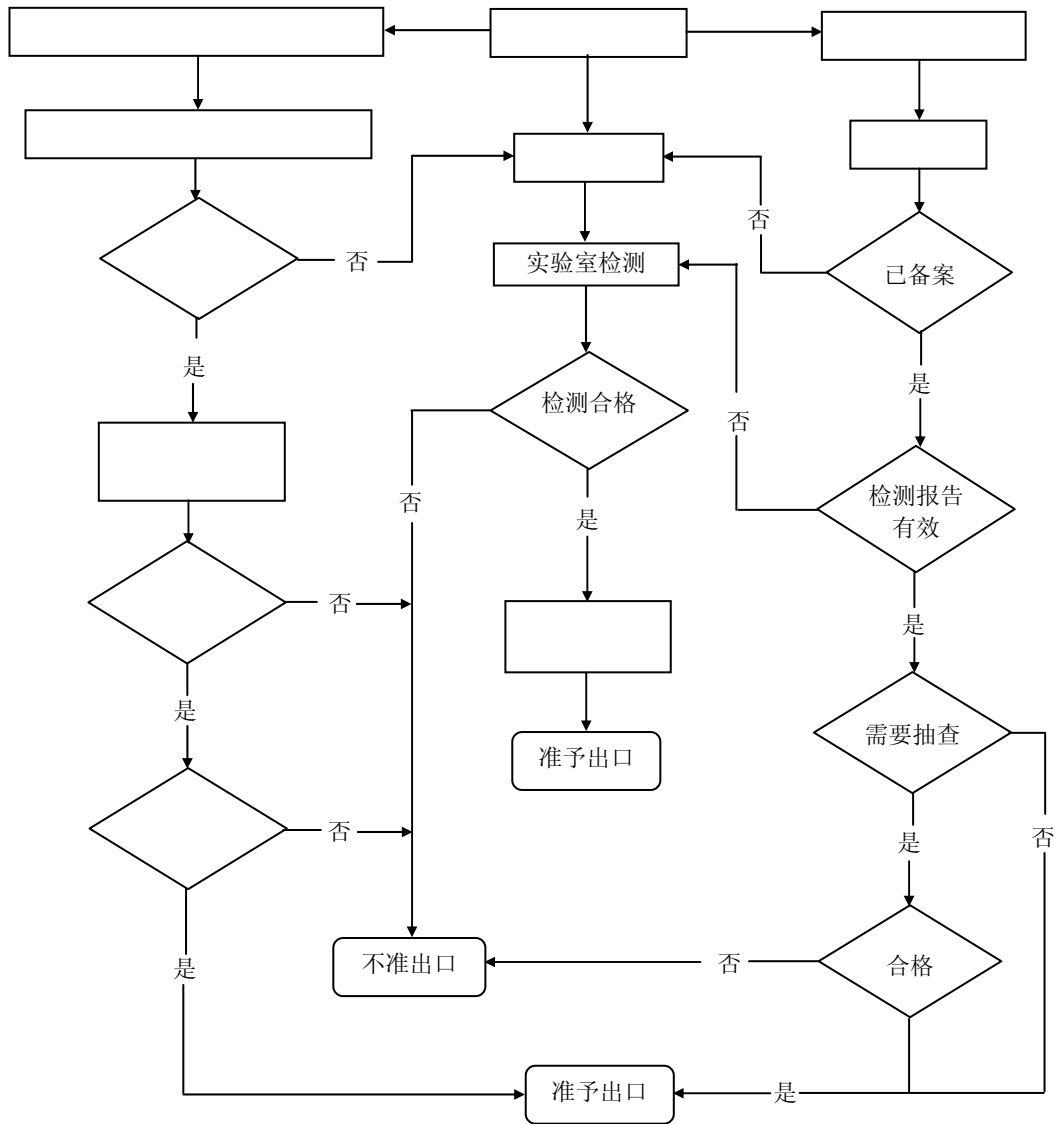 否
否
实验室检测
已备案
是
是
检测合格
否
检测报告
有效
否
是
否
是
是
需要抽查
准予出口
否
是
否
不准出口
否
合格
是
准予出口
是